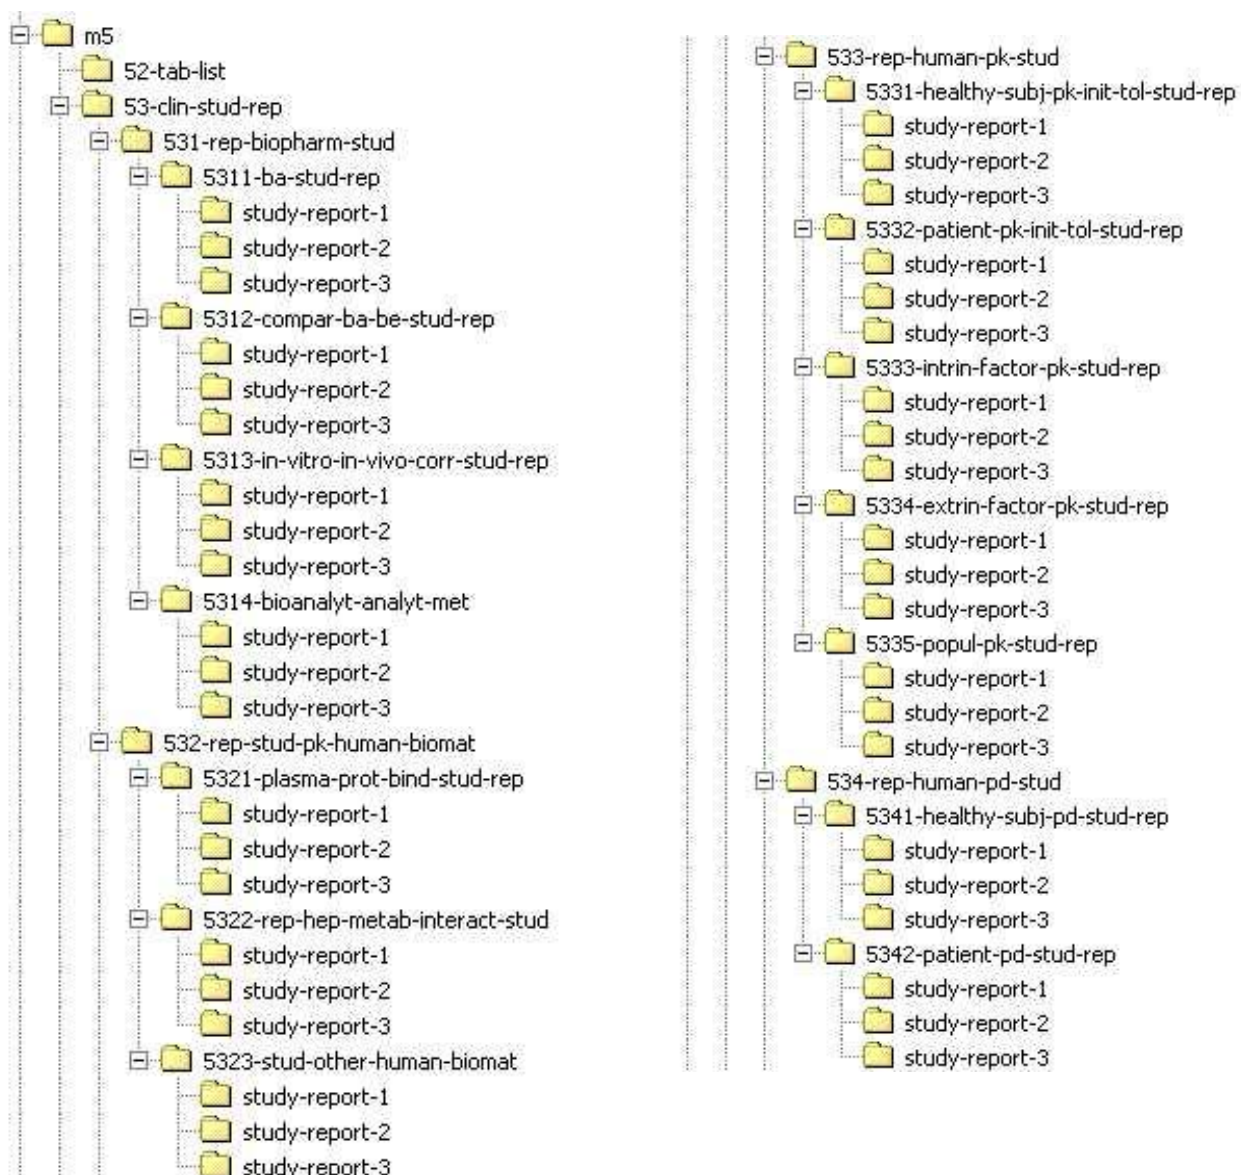 m5
52-tab-list
53-clin-stud-rep
531-rep-biopharm-stud
5311-ba-stud-rep
study-report-1
study-report-2
study-report-3
5312-compar-ba-be-stud-rep
study-report-1
study-report-2
study-report-3
5313-in-vitro-in-vivo-corr-stud-rep
study-report-1
study-report-2
study-report-3
5314-bioanalyt-analyt-met
study-report-1
study-report-2
study-report-3
532-rep-stud-pk-human-biomat
5321-plasma-prot-bind-stud-rep
study-report-1
study-report-2
study-report-3
5322-rep-hep-metab-interact-stud
study-report-1
study-report-2
study-report-3
5323-stud-other-human-biomat
study-report-1
study-report-2
study-report-3
533-rep-human-pk-stud
5331-healthy-subj-pk-init-tol-stud-rep
study-report-1
study-report-2
study-report-3
5332-patient-pk-init-tol-stud-rep
study-report-1
study-report-2
study-report-3
5333-intrin-factor-pk-stud-rep
study-report-1
study-report-2
study-report-3
5334-extrin-factor-pk-stud-rep
study-report-1
study-report-2
study-report-3
5335-popul-pk-stud-rep
study-report-1
study-report-2
study-report-3
534-rep-human-pd-stud
5341-healthy-subj-pd-stud-rep
study-report-1
study-report-2
study-report-3
5342-patient-pd-stud-rep
study-report-1
study-report-2
study-report-3